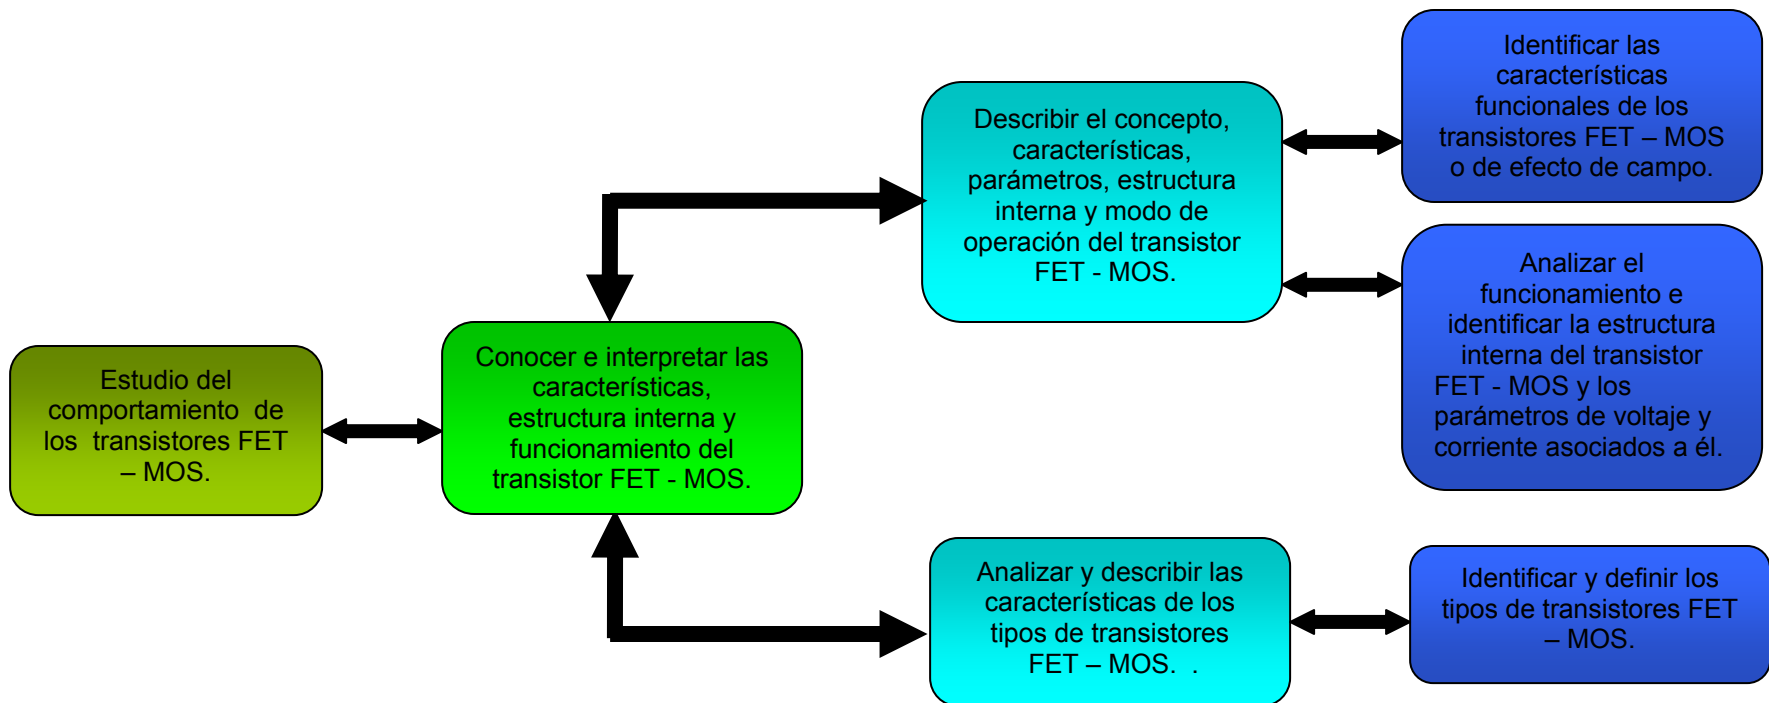 Estudio del
comportamiento de
los transistores FET
– MOS.
Conocer e interpretar las
características,
estructura interna y
funcionamiento del
transistor FET - MOS.
Describir el concepto,
características,
parámetros, estructura
interna y modo de
operación del transistor
FET - MOS.
Identificar las
características
funcionales de los
transistores FET – MOS
o de efecto de campo.
Analizar el
funcionamiento e
identificar la estructura
interna del transistor
FET - MOS y los
parámetros de voltaje y
corriente asociados a él.
Analizar y describir las
características de los
tipos de transistores
FET – MOS. .
Identificar y definir los
tipos de transistores FET
– MOS.